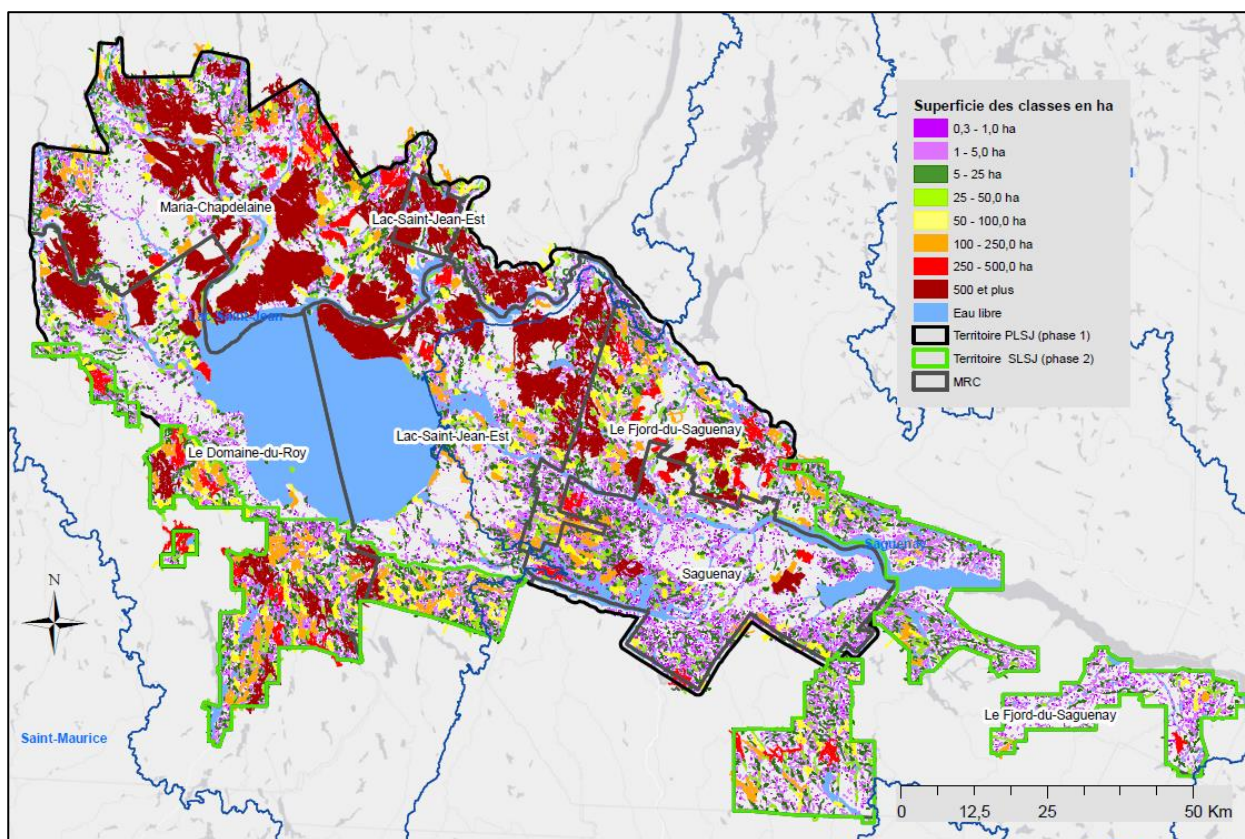 Superficie des classes en ha
0,3 - 1,0 ha
1 - 5,0 ha
5 - 25 ha
25 - 50,0 ha
50 - 100,0 ha
100 - 250,0 ha
250 - 500,0 ha
500 et plus
Eau libre
Territoire PLSJ (phase 1)
Territoire SLSJ (phase 2)
MRC
Maria-Chapdelaine
Lac-Saint-Jean-Est
Lac-Saint-Jean
Le Fjord-du-Saguenay
Lac-Saint-Jean-Est
Le Domaine-du-Roy
Saguenay
Saguenay
N
Le Fjord-du-Saguenay
Saint-Maurice
0 12,5 25 50 Km